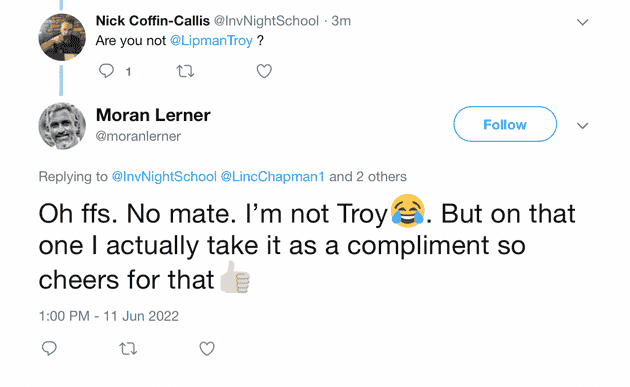 Nick Coffin-Callis @InvNightSchool · 3m
Are you not @LipmanTroy ?
1
Moran Lerner
@moranlerner
Follow
Replying to @InvNightSchool @LincChapman1 and 2 others
Oh ffs. No mate. I’m not Troy😂. But on that
one I actually take it as a compliment so
cheers for that👍🏻
1:00 PM - 11 Jun 2022